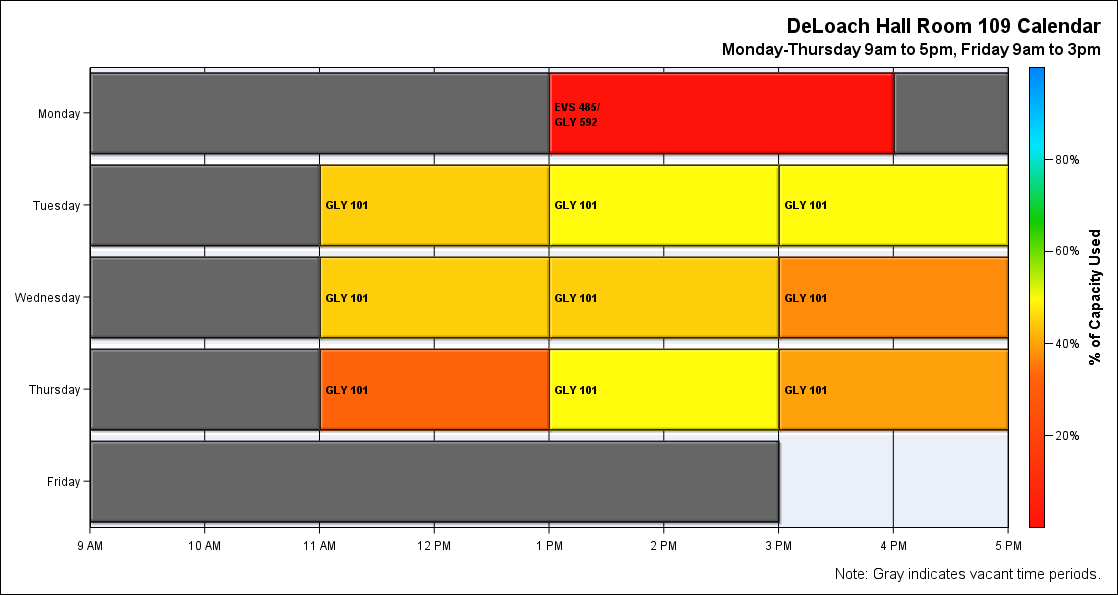 DeLoach Hall Room 109 Calendar
Monday-Thursday 9am to 5pm, Friday 9am to 3pm
Monday
EVS 485/
GLY 592
Tuesday
GLY 101
GLY 101
GLY 101
Wednesday
GLY 101
GLY 101
GLY 101
Thursday
GLY 101
GLY 101
GLY 101
Friday
9 AM
10 AM
11 AM
12 PM
1 PM
2 PM
3 PM
4 PM
5 PM
80%
60%
40%
20%
% of Capacity Used
Note: Gray indicates vacant time periods.